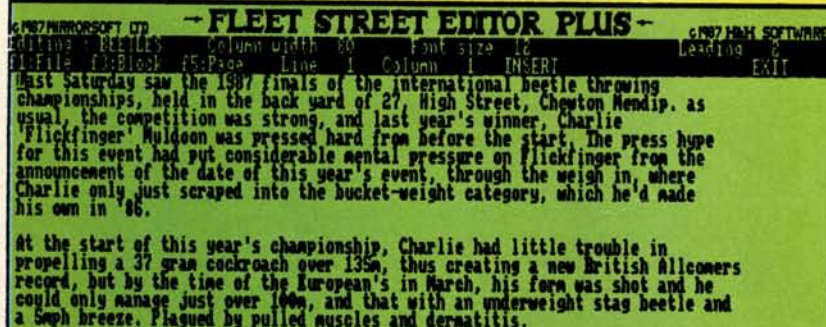 c 1987 MIRRORSOFT LTD → FLEET STREET EDITOR PLUS ← c 1987 H&H SOFTWARE
Editing : BEETLES Column width 80 Font size 12 Leading 8
f1:File f3:Block f5:Page Line 1 Column 1 INSERT EXIT
Last Saturday saw the 1987 finals of the international beetle throwing
championships, held in the back yard of 27, High Street, Chewton Mendip. as
usual, the competition was strong, and last year's winner, Charlie
'Flickfinger' Muldoon was pressed hard from before the start. The press hype
for this event had put considerable mental pressure on Flickfinger from the
announcement of the date of this year's event, through the weigh in, where
Charlie only just scraped into the bucket-weight category, which he'd made
his own in '86.
At the start of this year's championship, Charlie had little trouble in
propelling a 37 gram cockroach over 135m, thus creating a new British Allcomers
record, but by the time of the European's in March, his form was shot and he
could only manage just over 100m, and that with an underweight stag beetle and
a 5mph breeze. Plagued by pulled muscles and dermatitis,